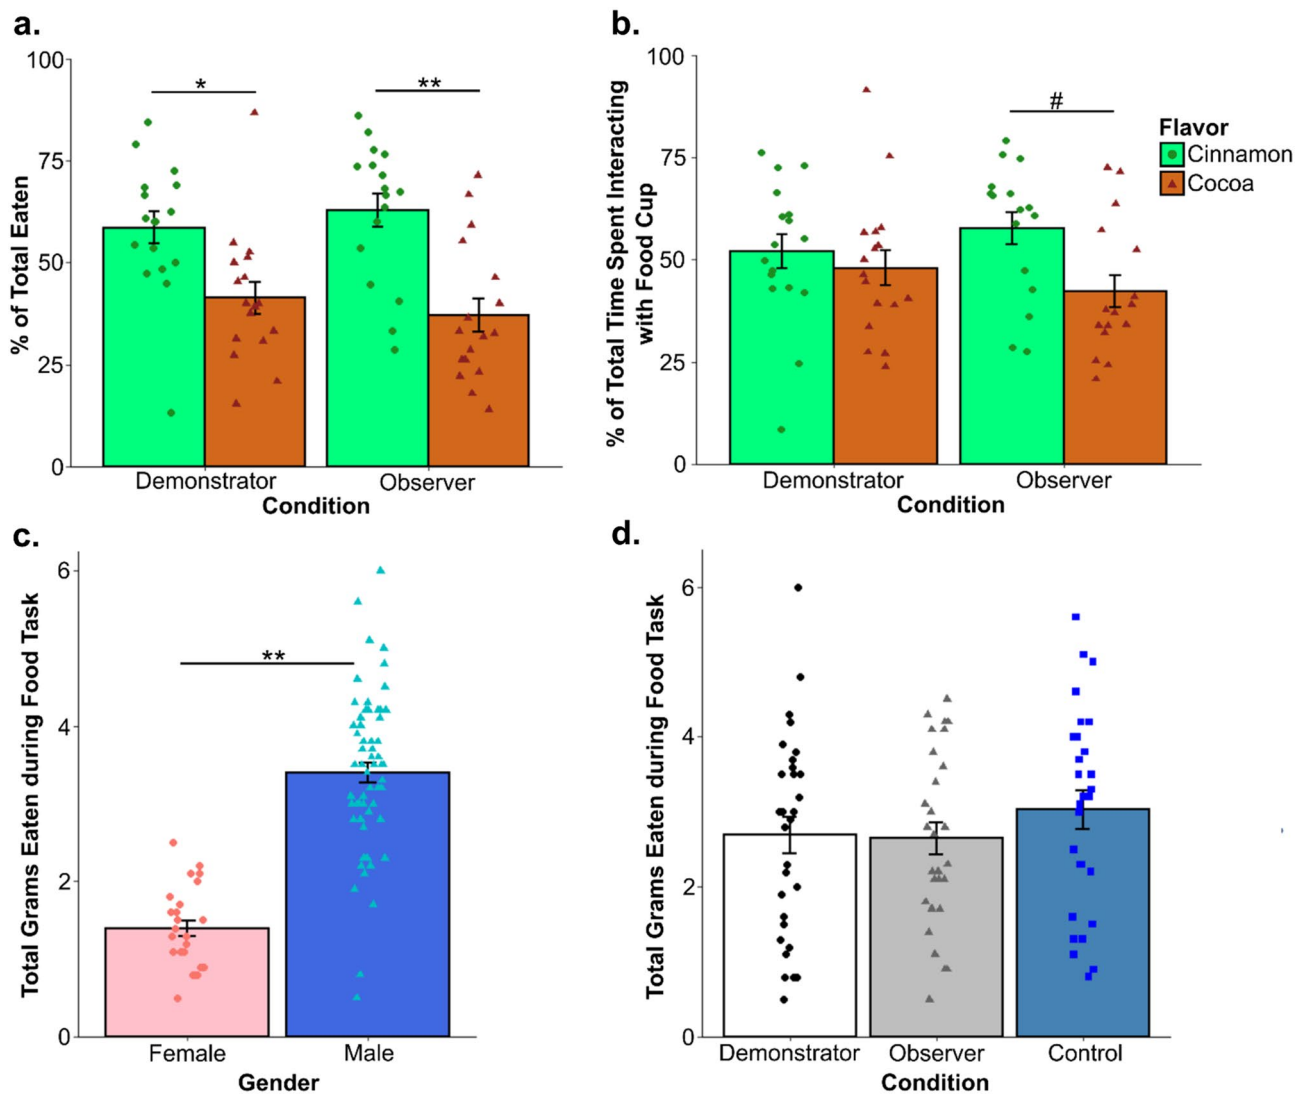 a.
% of Total Eaten
100
75
50
25
0
*
**
Demonstrator
Observer
Condition
b.
% of Total Time Spent Interacting
with Food Cup
100
75
50
25
0
#
Flavor
Cinnamon
Cocoa
Demonstrator
Observer
Condition
c.
Total Grams Eaten during Food Task
6
4
2
0
**
Female
Male
Gender
d.
Total Grams Eaten during Food Task
6
4
2
0
Demonstrator
Observer
Control
Condition